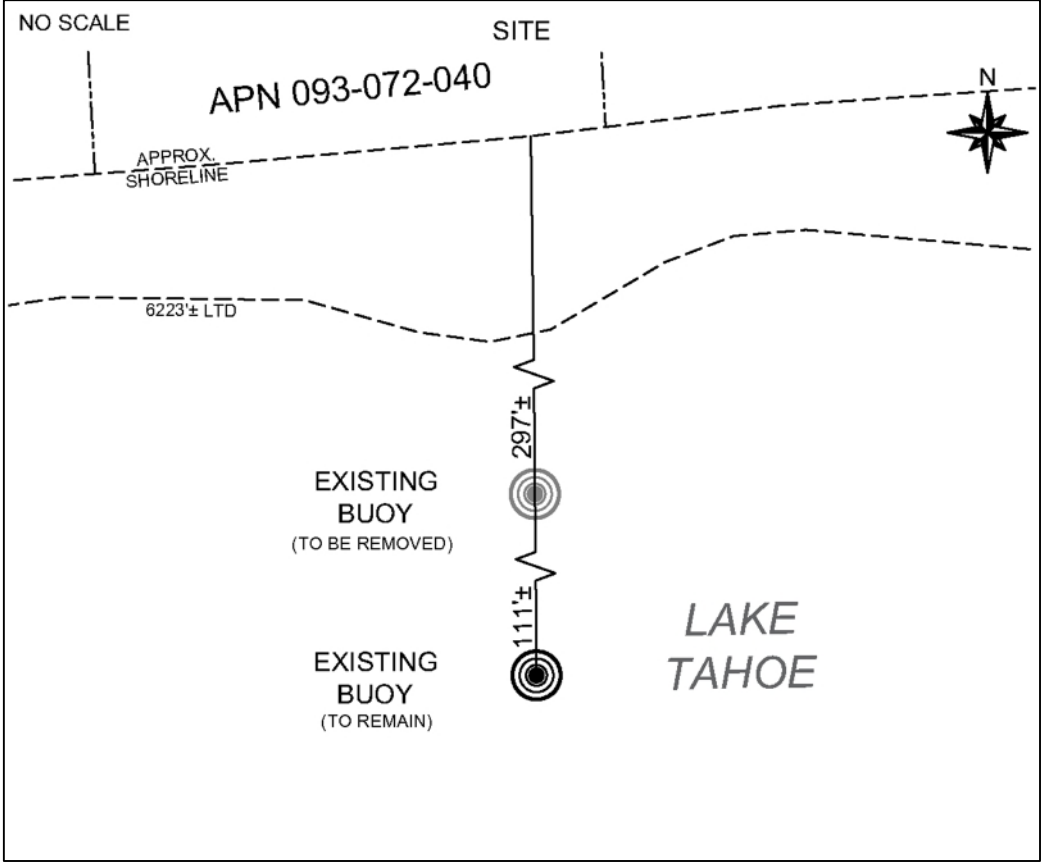 NO SCALE
SITE
APN 093-072-040
N
APPROX.
SHORELINE
6223'± LTD
297'±
EXISTING
BUOY
(TO BE REMOVED)
111'±
EXISTING
BUOY
(TO REMAIN)
LAKE
TAHOE